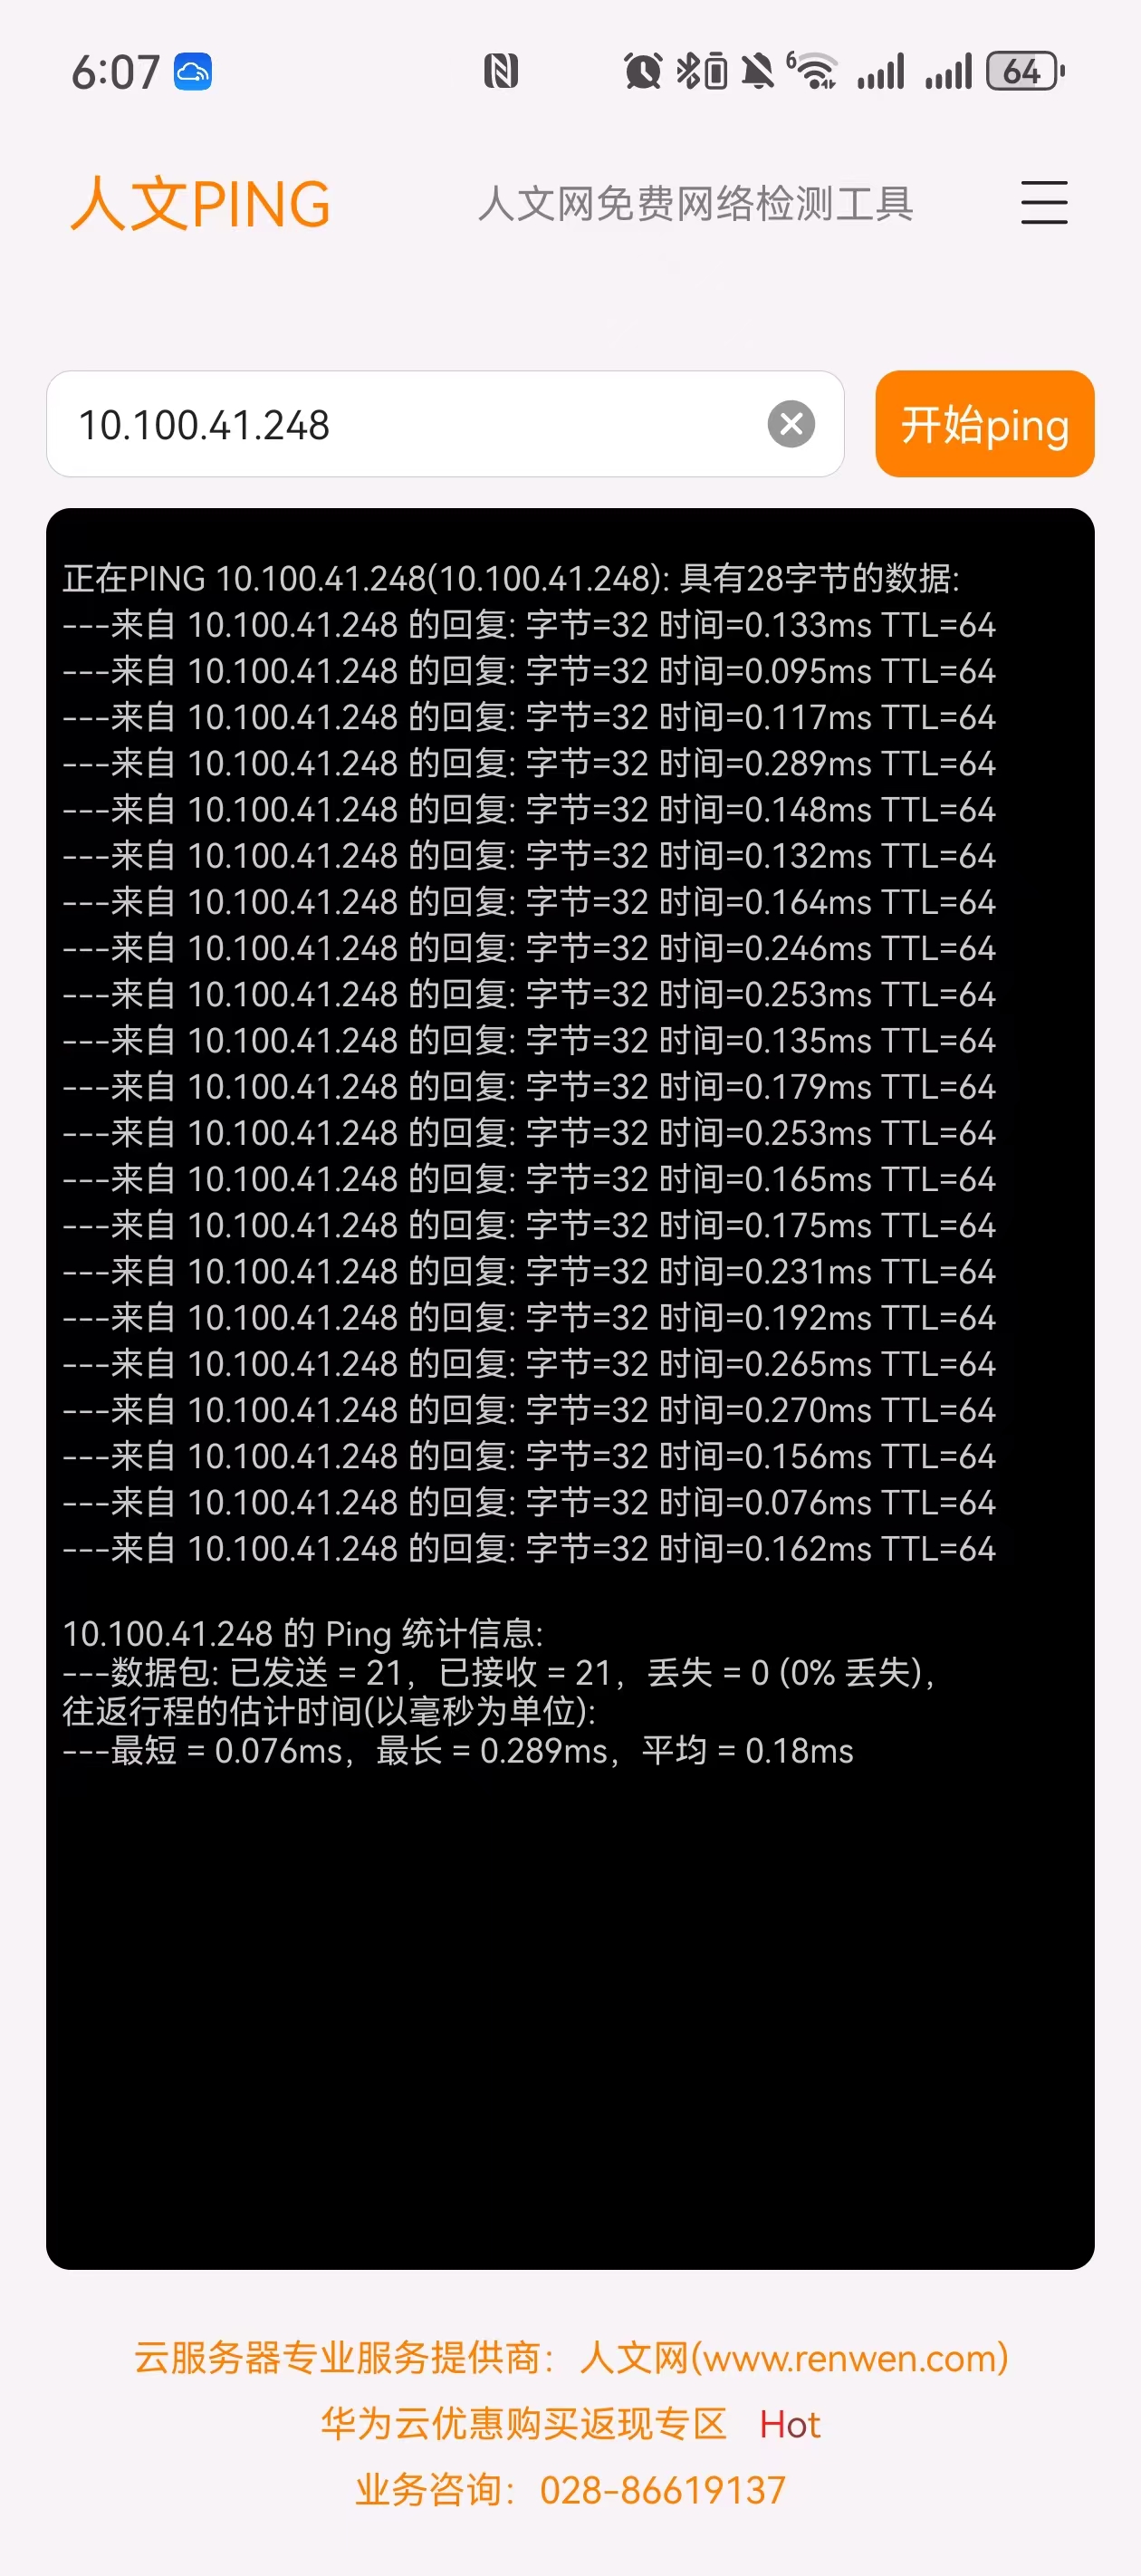 6:07
6
64
人文PING
人文网免费网络检测工具
10.100.41.248
开始ping
正在PING 10.100.41.248(10.100.41.248): 具有28字节的数据:
---来自 10.100.41.248 的回复: 字节=32 时间=0.133ms TTL=64
---来自 10.100.41.248 的回复: 字节=32 时间=0.095ms TTL=64
---来自 10.100.41.248 的回复: 字节=32 时间=0.117ms TTL=64
---来自 10.100.41.248 的回复: 字节=32 时间=0.289ms TTL=64
---来自 10.100.41.248 的回复: 字节=32 时间=0.148ms TTL=64
---来自 10.100.41.248 的回复: 字节=32 时间=0.132ms TTL=64
---来自 10.100.41.248 的回复: 字节=32 时间=0.164ms TTL=64
---来自 10.100.41.248 的回复: 字节=32 时间=0.246ms TTL=64
---来自 10.100.41.248 的回复: 字节=32 时间=0.253ms TTL=64
---来自 10.100.41.248 的回复: 字节=32 时间=0.135ms TTL=64
---来自 10.100.41.248 的回复: 字节=32 时间=0.179ms TTL=64
---来自 10.100.41.248 的回复: 字节=32 时间=0.253ms TTL=64
---来自 10.100.41.248 的回复: 字节=32 时间=0.165ms TTL=64
---来自 10.100.41.248 的回复: 字节=32 时间=0.175ms TTL=64
---来自 10.100.41.248 的回复: 字节=32 时间=0.231ms TTL=64
---来自 10.100.41.248 的回复: 字节=32 时间=0.192ms TTL=64
---来自 10.100.41.248 的回复: 字节=32 时间=0.265ms TTL=64
---来自 10.100.41.248 的回复: 字节=32 时间=0.270ms TTL=64
---来自 10.100.41.248 的回复: 字节=32 时间=0.156ms TTL=64
---来自 10.100.41.248 的回复: 字节=32 时间=0.076ms TTL=64
---来自 10.100.41.248 的回复: 字节=32 时间=0.162ms TTL=64
10.100.41.248 的 Ping 统计信息:
---数据包: 已发送 = 21，已接收 = 21，丢失 = 0 (0% 丢失)，
往返行程的估计时间(以毫秒为单位):
---最短 = 0.076ms，最长 = 0.289ms，平均 = 0.18ms
云服务器专业服务提供商：人文网(www.renwen.com)
华为云优惠购买返现专区 Hot
业务咨询：028-86619137